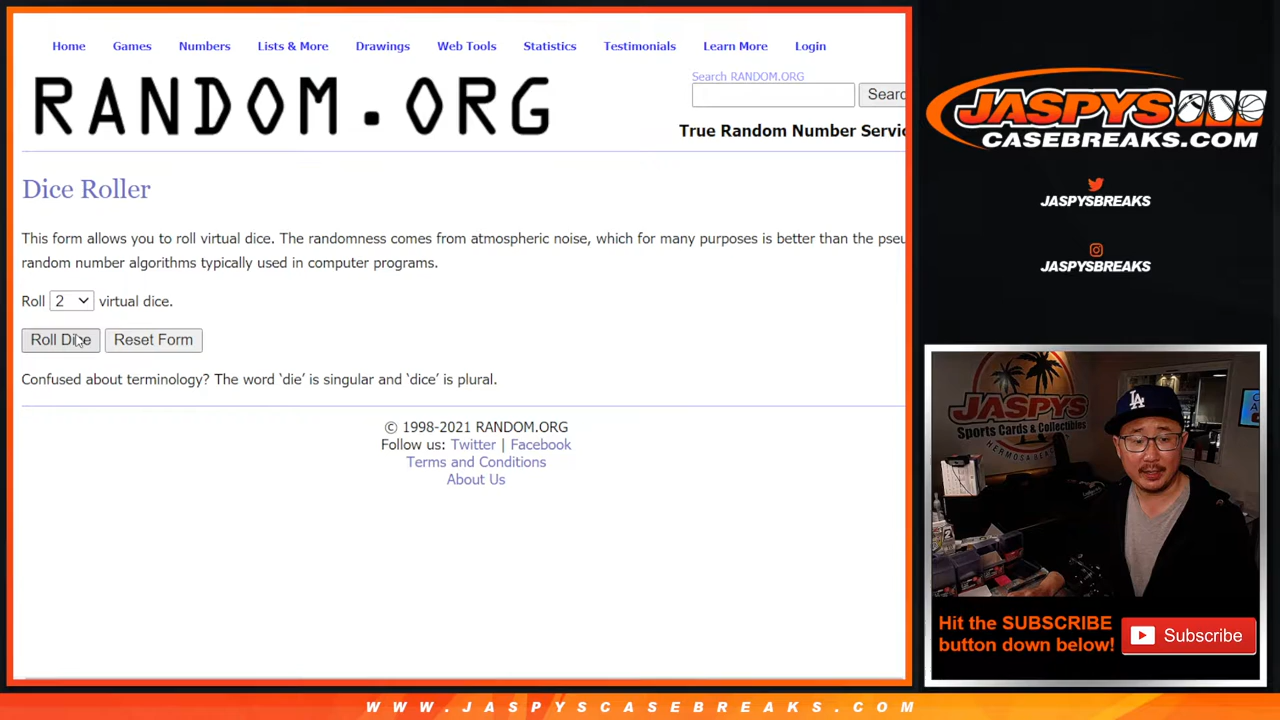 Home Games Numbers Lists & More Drawings Web Tools Statistics Testimonials Learn More Login
RANDOM.ORG
Search RANDOM.ORG
Searc
True Random Number Servic
Dice Roller
This form allows you to roll virtual dice. The randomness comes from atmospheric noise, which for many purposes is better than the pseu
random number algorithms typically used in computer programs.
Roll 2 virtual dice.
Roll Dice Reset Form
Confused about terminology? The word ‘die’ is singular and ‘dice’ is plural.
© 1998-2021 RANDOM.ORG
Follow us: Twitter | Facebook
Terms and Conditions
About Us
JASPYS
CASEBREAKS.COM
JASPYSBREAKS
JASPYSBREAKS
JASPYS
Sports Cards & Collectibles
HERMOSA BEACH
LA
Hit the SUBSCRIBE
button down below!
Subscribe
WWW.JASPYSCASEBREAKS.COM